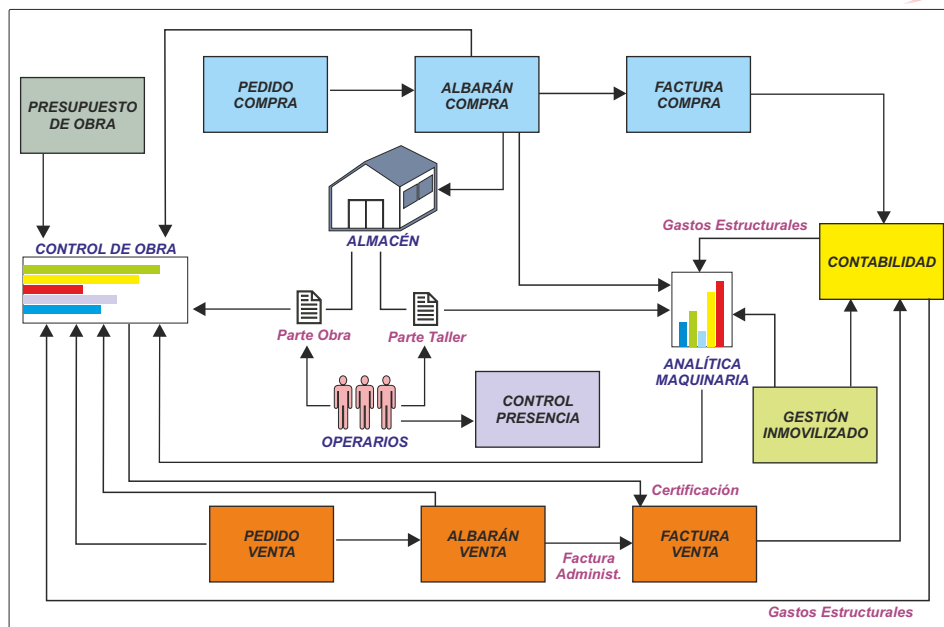 PEDIDO
COMPRA
ALBARÁN
COMPRA
FACTURA
COMPRA
PRESUPUESTO
DE OBRA
ALMACÉN
CONTROL DE OBRA
Gastos Estructurales
CONTABILIDAD
Parte Obra
Parte Taller
ANALÍTICA
MAQUINARIA
CONTROL
PRESENCIA
OPERARIOS
GESTIÓN
INMOVILIZADO
Certificación
PEDIDO
VENTA
ALBARÁN
VENTA
Factura
Administ.
FACTURA
VENTA
Gastos Estructurales